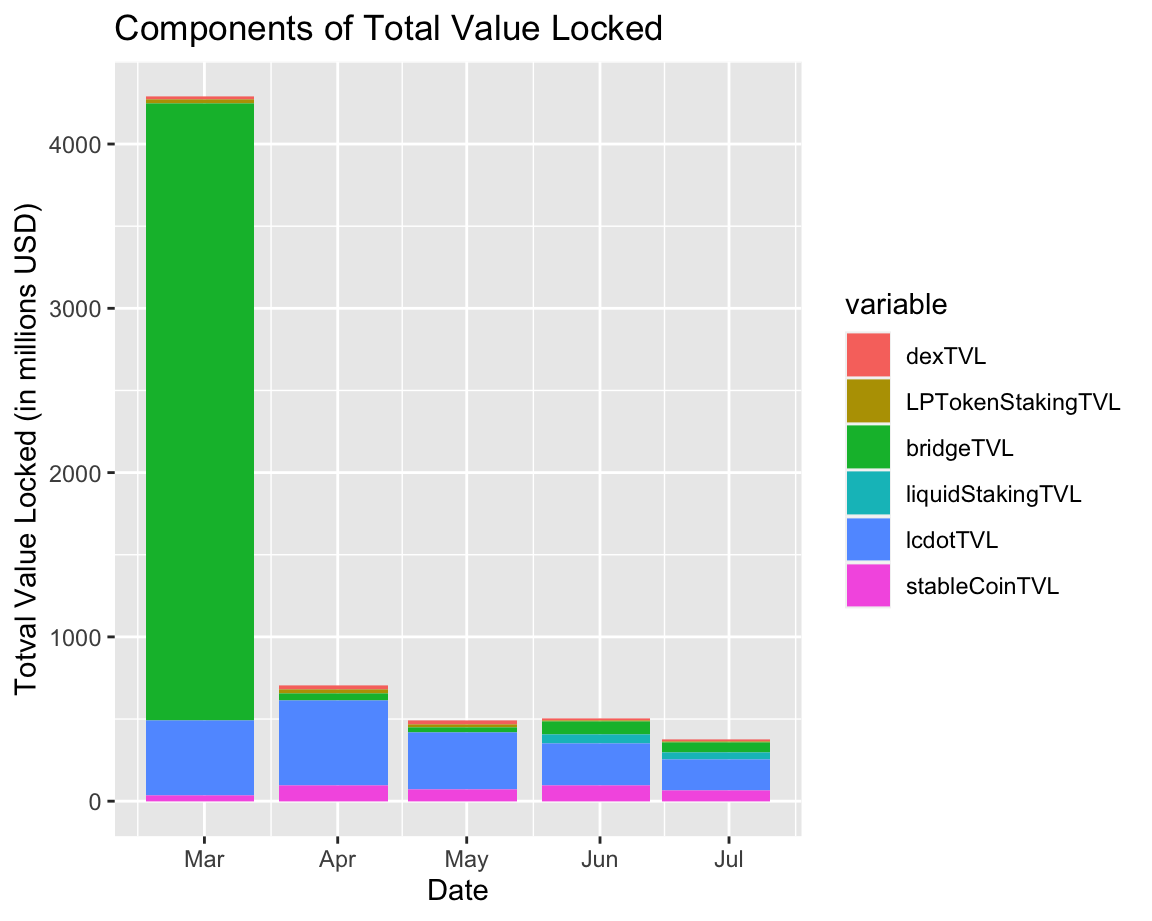 Components of Total Value Locked
Totval Value Locked (in millions USD)
4000
3000
2000
1000
0
Mar Apr May Jun Jul
Date
variable
dexTVL
LPTokenStakingTVL
bridgeTVL
liquidStakingTVL
lcdotTVL
stableCoinTVL